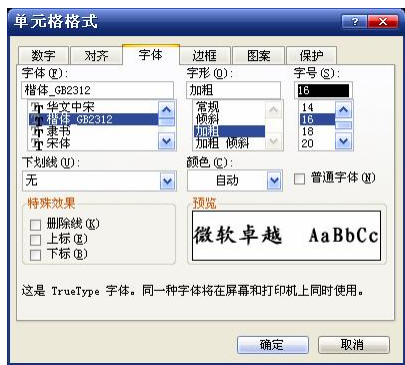 单元格格式
数字 对齐 字体 边框 图案 保护
字体(F): 字形(O): 字号(S):
楷体_GB2312 加粗 16
华文中宋 常规 14
楷体_GB2312 倾斜 16
隶书 加粗 18
宋体 加粗 倾斜 20
下划线(U): 颜色(C):
无 自动 普通字体(N)
特殊效果 预览
删除线(K)
上标(E)
下标(B)
微软卓越 AaBbCc
这是 TrueType 字体。同一种字体将在屏幕和打印机上同时使用。
确定 取消